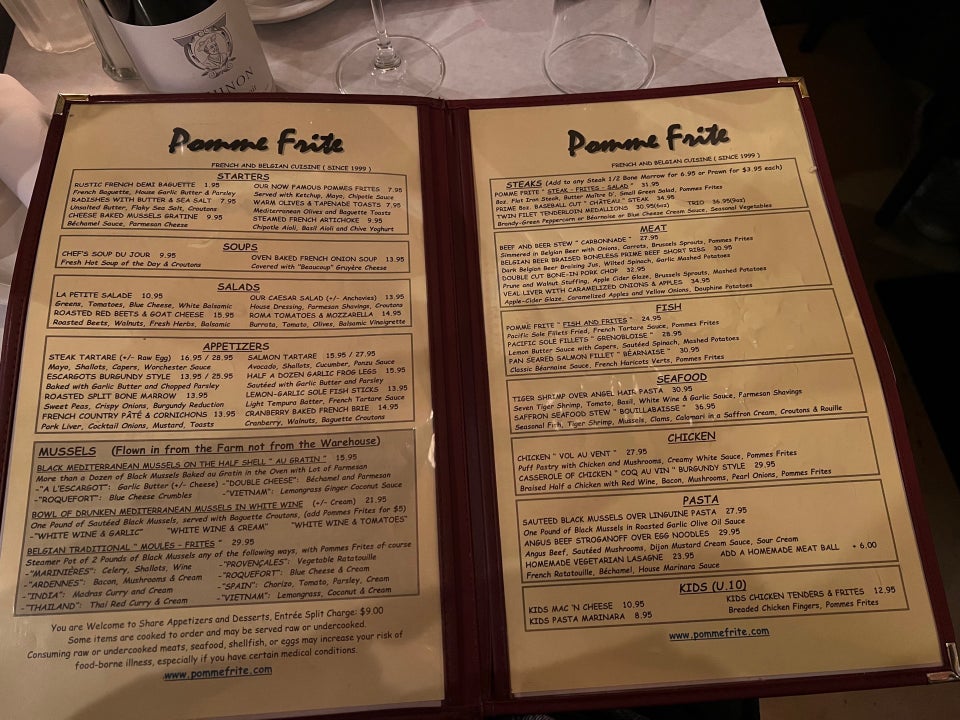 HINON
Pomme Frite
FRENCH AND BELGIAN CUISINE ( SINCE 1999 )
STARTERS
RUSTIC FRENCH DEMI BAGUETTE 1.95
French Baguette, House Garlic Butter & Parsley
RADISHES WITH BUTTER & SEA SALT 7.95
Unsalted Butter, Flaky Sea Salt, Croutons
CHEESE BAKED MUSSELS GRATINE 9.95
Béchamel Sauce, Parmesan Cheese
OUR NOW FAMOUS POMMES FRITES 7.95
Served with Ketchup, Mayo, Chipotle Sauce
WARM OLIVES & TAPENADE TOASTS 7.95
Mediterranean Olives and Baguette Toasts
STEAMED FRENCH ARTICHOKE 9.95
Chipotle Aioli, Basil Aioli and Chive Yoghurt
SOUPS
CHEF'S SOUP DU JOUR 9.95
Fresh Hot Soup of the Day & Croutons
OVEN BAKED FRENCH ONION SOUP 13.95
Covered with "Beaucoup" Gruyère Cheese
SALADS
LA PETITE SALADE 10.95
Greens, Tomatoes, Blue Cheese, White Balsamic
ROASTED RED BEETS & GOAT CHEESE 15.95
Roasted Beets, Walnuts, Fresh Herbs, Balsamic
OUR CAESAR SALAD (+/- Anchovies) 13.95
House Dressing, Parmesan Shavings, Croutons
ROMA TOMATOES & MOZZARELLA 14.95
Burrata, Tomato, Olives, Balsamic Vinaigrette
APPETIZERS
STEAK TARTARE (+/- Raw Egg) 16.95 / 28.95
Mayo, Shallots, Capers, Worchester Sauce
ESCARGOTS BURGUNDY STYLE 13.95 / 25.95
Baked with Garlic Butter and Chopped Parsley
ROASTED SPLIT BONE MARROW 13.95
Sweet Peas, Crispy Onions, Burgundy Reduction
FRENCH COUNTRY PÂTÉ & CORNICHONS 13.95
Pork Liver, Cocktail Onions, Mustard, Toasts
SALMON TARTARE 15.95 / 27.95
Avocado, Shallots, Cucumber, Ponzu Sauce
HALF A DOZEN GARLIC FROG LEGS 15.95
Sautéed with Garlic Butter and Parsley
LEMON-GARLIC SOLE FISH STICKS 13.95
Light Tempura Batter, French Tartare Sauce
CRANBERRY BAKED FRENCH BRIE 14.95
Cranberry, Walnuts, Baguette Croutons
MUSSELS (Flown in from the Farm not from the Warehouse)
BLACK MEDITERRANEAN MUSSELS ON THE HALF SHELL " AU GRATIN " 15.95
More than a Dozen of Black Mussels Baked au Gratin in the Oven with Lot of Parmesan
-"A L'ESCARGOT": Garlic Butter (+/- Cheese) -"DOUBLE CHEESE": Béchamel and Parmesan
-"ROQUEFORT": Blue Cheese Crumbles -"VIETNAM": Lemongrass Ginger Coconut Sauce
BOWL OF DRUNKEN MEDITERRANEAN MUSSELS IN WHITE WINE (+/- Cream) 21.95
One Pound of Sautéed Black Mussels, served with Baguette Croutons, (add Pommes Frites for $5)
-"WHITE WINE & GARLIC "WHITE WINE & CREAM" "WHITE WINE & TOMATOES"
BELGIAN TRADITIONAL " MOULES - FRITES " 29.95
Steamer Pot of 2 Pounds of Black Mussels any of the following ways, with Pommes Frites of course
-"MARINIÈRES": Celery, Shallots, Wine -"PROVENÇALES": Vegetable Ratatouille
-"ARDENNES": Bacon, Mushrooms & Cream -"ROQUEFORT": Blue Cheese & Cream
-"INDIA": Madras Curry and Cream -"SPAIN": Chorizo, Tomato, Parsley, Cream
-"THAILAND": Thai Red Curry & Cream -"VIETNAM": Lemongrass, Coconut & Cream
You are Welcome to Share Appetizers and Desserts, Entrée Split Charge: $9.00
Some items are cooked to order and may be served raw or undercooked.
Consuming raw or undercooked meats, seafood, shellfish, or eggs may increase your risk of
food-borne illness, especially if you have certain medical conditions.
www.pommefrite.com
Pomme Frite
FRENCH AND BELGIAN CUISINE ( SINCE 1999 )
STEAKS (Add to any Steak 1/2 Bone Marrow for 6.95 or Prawn for $3.95 each)
POMME FRITE " STEAK - FRITES - SALAD " 31.95
8oz. Flat Iron Steak, Butter Maître D', Small Green Salad, Pommes Frites
PRIME 8oz. BASEBALL CUT " CHÂTEAU " STEAK 34.95
TWIN FILET TENDERLOIN MEDALLIONS 30.95(6oz) TRIO 36.95(9oz)
Brandy-Green Peppercorn or Béarnaise or Blue Cheese Cream Sauce, Seasonal Vegetables
MEAT
BEEF AND BEER STEW " CARBONNADE " 27.95
Simmered in Belgian Beer with Onions, Carrots, Brussels Sprouts, Pommes Frites
BELGIAN BEER BRAISED BONELESS PRIME BEEF SHORT RIBS 30.95
Dark Belgian Beer Braising Jus, Wilted Spinach, Garlic Mashed Potatoes
DOUBLE CUT BONE-IN PORK CHOP 32.95
Prune and Walnut Stuffing, Apple Cider Glaze, Brussels Sprouts, Mashed Potatoes
VEAL LIVER WITH CARAMELIZED ONIONS & APPLES 34.95
Apple-Cider Glaze, Caramelized Apples and Yellow Onions, Dauphine Potatoes
FISH
POMME FRITE " FISH AND FRITES " 24.95
Pacific Sole Fillets Fried, French Tartare Sauce, Pommes Frites
PACIFIC SOLE FILLETS " GRENOBLOISE " 28.95
Lemon Butter Sauce with Capers, Sautéed Spinach, Mashed Potatoes
PAN SEARED SALMON FILLET " BÉARNAISE " 30.95
Classic Béarnaise Sauce, French Haricots Verts, Pommes Frites
SEAFOOD
TIGER SHRIMP OVER ANGEL HAIR PASTA 30.95
Seven Tiger Shrimp, Tomato, Basil, White Wine & Garlic Sauce, Parmesan Shavings
SAFFRON SEAFOOD STEW " BOUILLABAISSE " 36.95
Seasonal Fish, Tiger Shrimp, Mussels, Clams, Calamari in a Saffron Cream, Croutons & Rouille
CHICKEN
CHICKEN " VOL AU VENT " 27.95
Puff Pastry with Chicken and Mushrooms, Creamy White Sauce, Pommes Frites
CASSEROLE OF CHICKEN " COQ AU VIN " BURGUNDY STYLE 29.95
Braised Half a Chicken with Red Wine, Bacon, Mushrooms, Pearl Onions, Pommes Frites
PASTA
SAUTEED BLACK MUSSELS OVER LINGUINE PASTA 27.95
One Pound of Black Mussels in Roasted Garlic Olive Oil Sauce
ANGUS BEEF STROGANOFF OVER EGG NOODLES 29.95
Angus Beef, Sautéed Mushrooms, Dijon Mustard Cream Sauce, Sour Cream
HOMEMADE VEGETARIAN LASAGNE 23.95 ADD A HOMEMADE MEAT BALL + 6.00
French Ratatouille, Béchamel, House Marinara Sauce
KIDS (U.10)
KIDS MAC 'N CHEESE 10.95
KIDS PASTA MARINARA 8.95
KIDS CHICKEN TENDERS & FRITES 12.95
Breaded Chicken Fingers, Pommes Frites
www.pommefrite.com